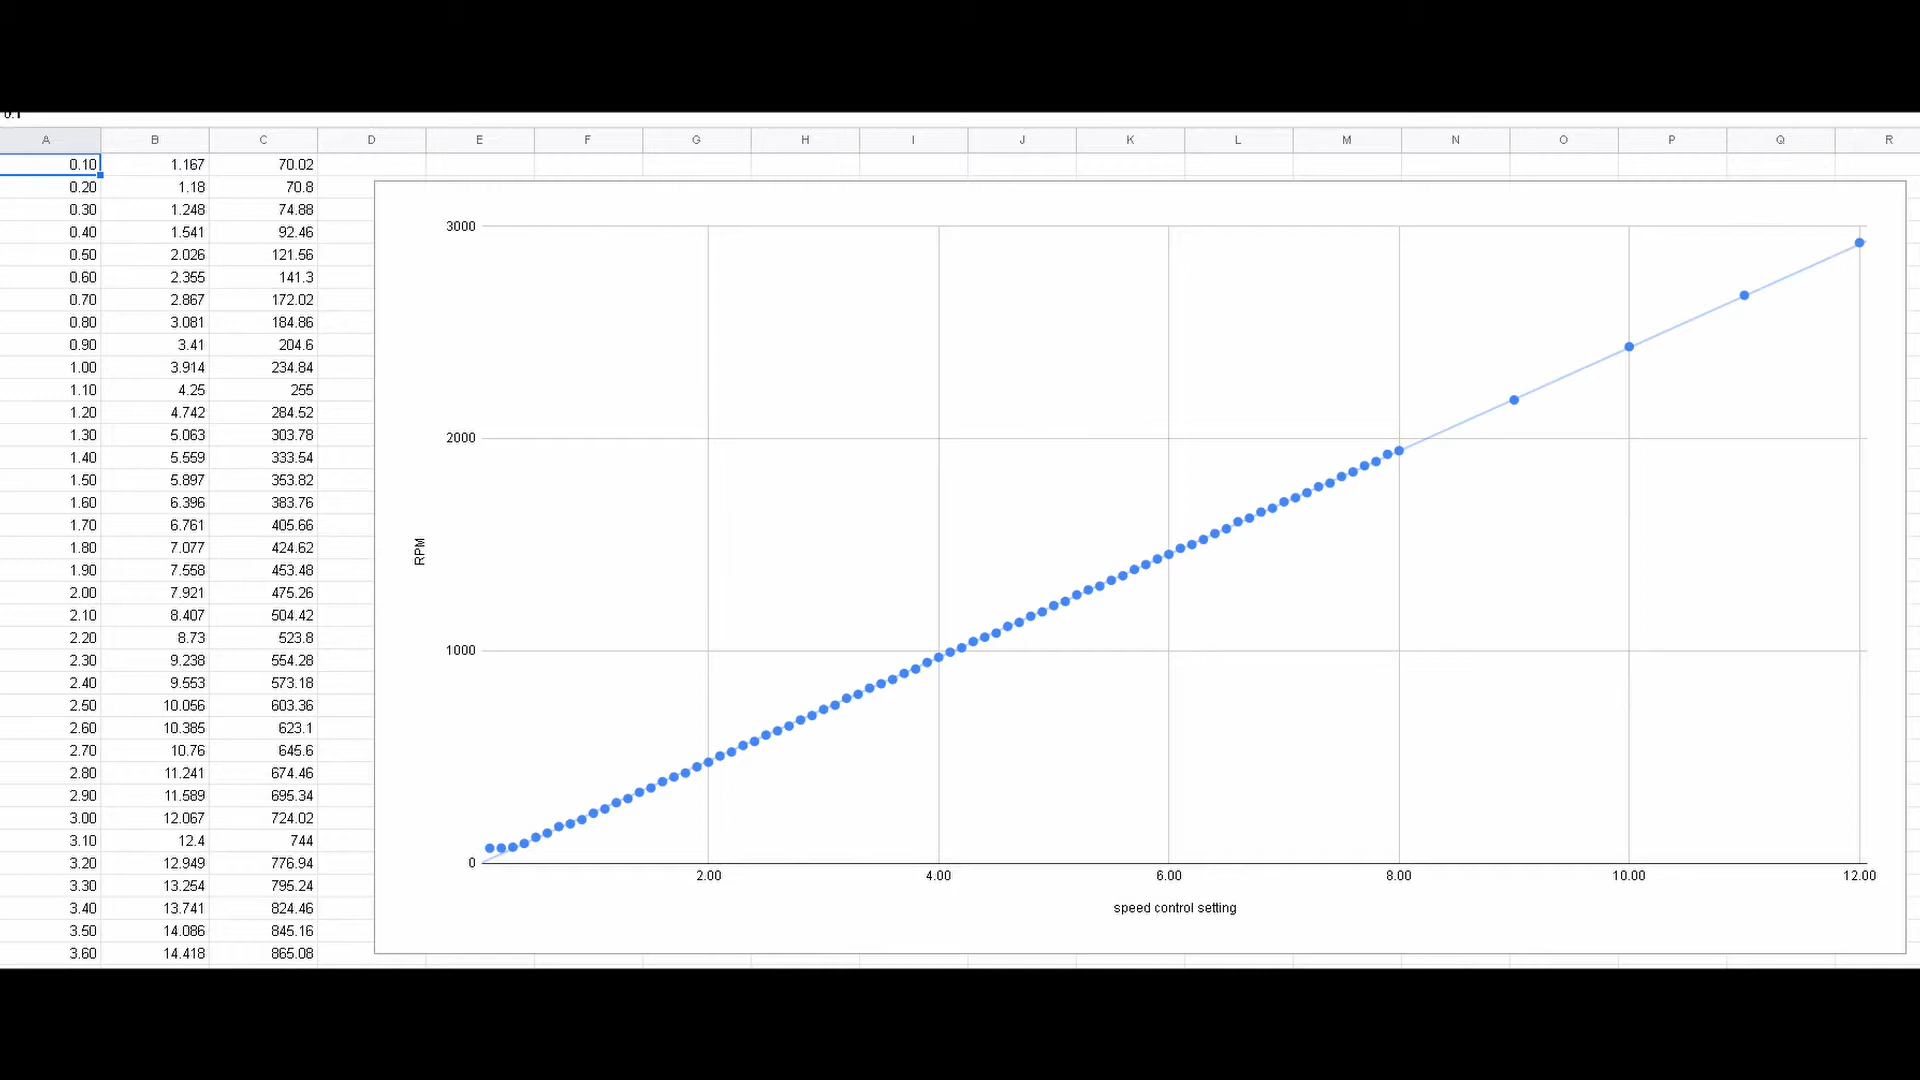 A B C D E F G H I J K L M N O P Q R
0.10 1.167 70.02
0.20 1.18 70.8
0.30 1.248 74.88
0.40 1.541 92.46
0.50 2.026 121.56
0.60 2.355 141.3
0.70 2.867 172.02
0.80 3.081 184.86
0.90 3.41 204.6
1.00 3.914 234.84
1.10 4.25 255
1.20 4.742 284.52
1.30 5.063 303.78
1.40 5.559 333.54
1.50 5.897 353.82
1.60 6.396 383.76
1.70 6.761 405.66
1.80 7.077 424.62
1.90 7.558 453.48
2.00 7.921 475.26
2.10 8.407 504.42
2.20 8.73 523.8
2.30 9.238 554.28
2.40 9.553 573.18
2.50 10.056 603.36
2.60 10.385 623.1
2.70 10.76 645.6
2.80 11.241 674.46
2.90 11.589 695.34
3.00 12.067 724.02
3.10 12.4 744
3.20 12.949 776.94
3.30 13.254 795.24
3.40 13.741 824.46
3.50 14.086 845.16
3.60 14.418 865.08
3000
2000
1000
0
RPM
2.00 4.00 6.00 8.00 10.00 12.00
speed control setting